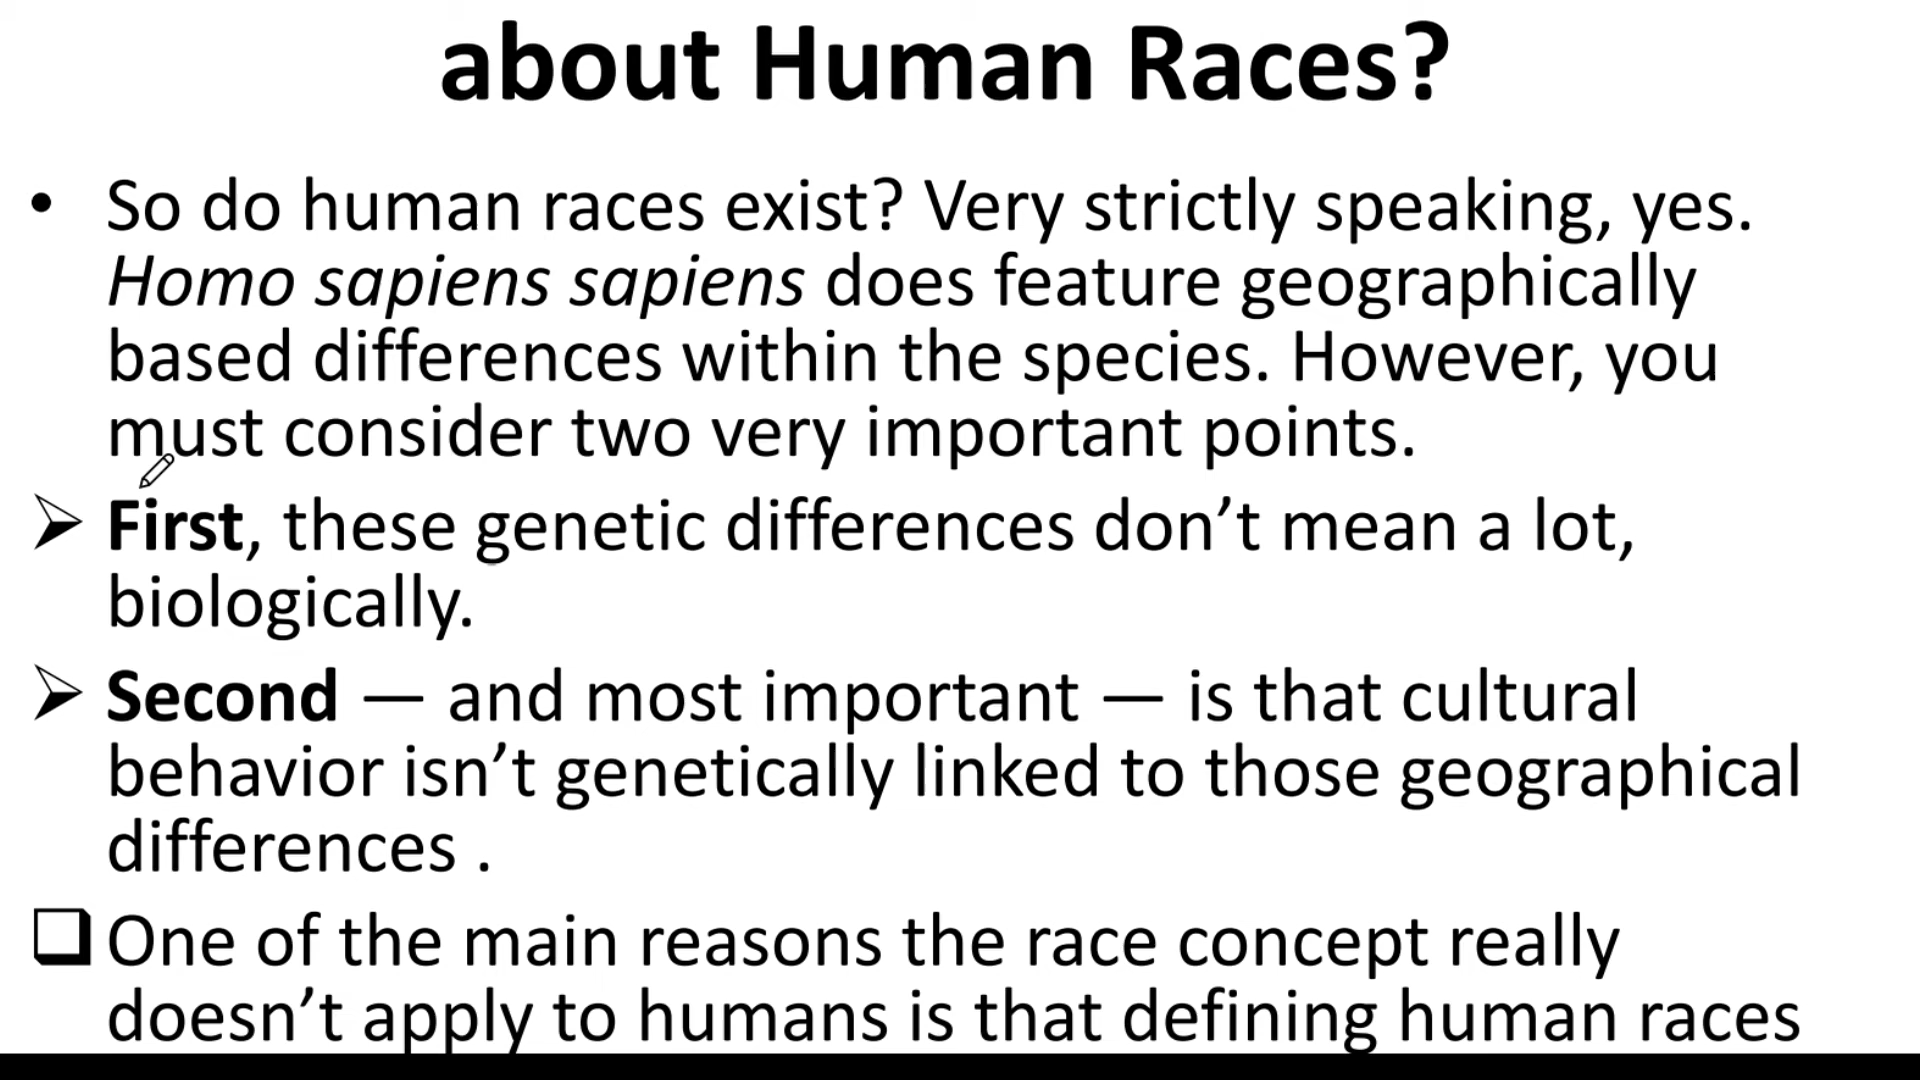 about Human Races?
• So do human races exist? Very strictly speaking, yes.
Homo sapiens sapiens does feature geographically
based differences within the species. However, you
must consider two very important points.
➢ First, these genetic differences don’t mean a lot,
biologically.
➢ Second — and most important — is that cultural
behavior isn’t genetically linked to those geographical
differences .
❑ One of the main reasons the race concept really
doesn’t apply to humans is that defining human races